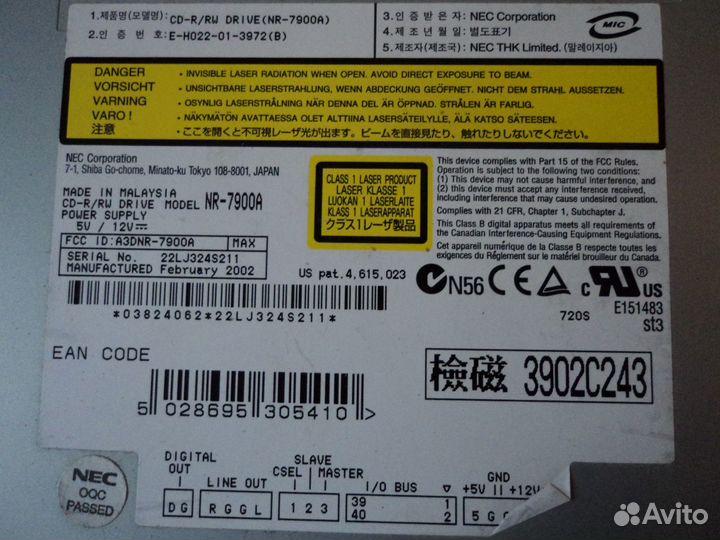 1.제품명(모델명): CD-R/RW DRIVE(NR-7900A)
2.인 증 번 호: E-H022-01-3972(B)
3.인 증 받 은 자: NEC Corporation
4.제 조 년 월 일: 별도표기
5.제조자(제조국): NEC THK Limited. (말레이지아)
MIC
DANGER • INVISIBLE LASER RADIATION WHEN OPEN. AVOID DIRECT EXPOSURE TO BEAM.
VORSICHT • UNSICHTBARE LASERSTRAHLUNG, WENN ABDECKUNG GEÖFFNET. NICHT DEM STRAHL AUSSETZEN.
VARNING • OSYNLIG LASERSTRÅLNING NÄR DENNA DEL ÄR ÖPPNAD. STRÅLEN ÄR FARLIG.
VARO ! • NÄKYMÄTÖN AVATTAESSA OLET ALTTIINA LASERSÄTEILYLLE, ÄLÄ KATSO SÄTEESEEN.
注意 • ここを開くと不可視レーザ光が出ます。ビームを直接見たり、触れたりしないでください。
NEC Corporation
7-1, Shiba Go-chome, Minato-ku Tokyo 108-8001, JAPAN
MADE IN MALAYSIA
CD-R/RW DRIVE MODEL NR-7900A
POWER SUPPLY
5V / 12V
FCC ID:A3DNR-7900A MAX
SERIAL No. 22LJ324S211
MANUFACTURED February 2002
CLASS 1 LASER PRODUCT
LASER KLASSE 1
LUOKAN 1 LASERLAITE
KLASS 1 LASERAPPARAT
クラス1レーザ製品
This device complies with Part 15 of the FCC Rules.
Operation is subject to the following two conditions:
(1) This device may not cause harmful interference, and
(2) this device must accept any interference received,
including interference that may cause undesired operation.
Complies with 21 CFR, Chapter 1, Subchapter J.
This Class B digital apparatus meets all requirements of
the Canadian Interference-Causing Equipment Regulations.
Cet appareil numérique de la Classe B respecte toutes les
exigences du Règlement sur le matériel brouilleur du Canada.
US pat.4,615,023
*03824062*22LJ324S211*
N56 CE c RU US
E151483
720S st3
EAN CODE
5 028695 305410 >
檢磁 3902C243
NEC
OQC
PASSED
DIGITAL
OUT
LINE OUT
SLAVE
CSEL MASTER
I/O BUS
GND
+5V +12V
D G
R G G L
1 2 3
39 1
40 2
5 G
Avito